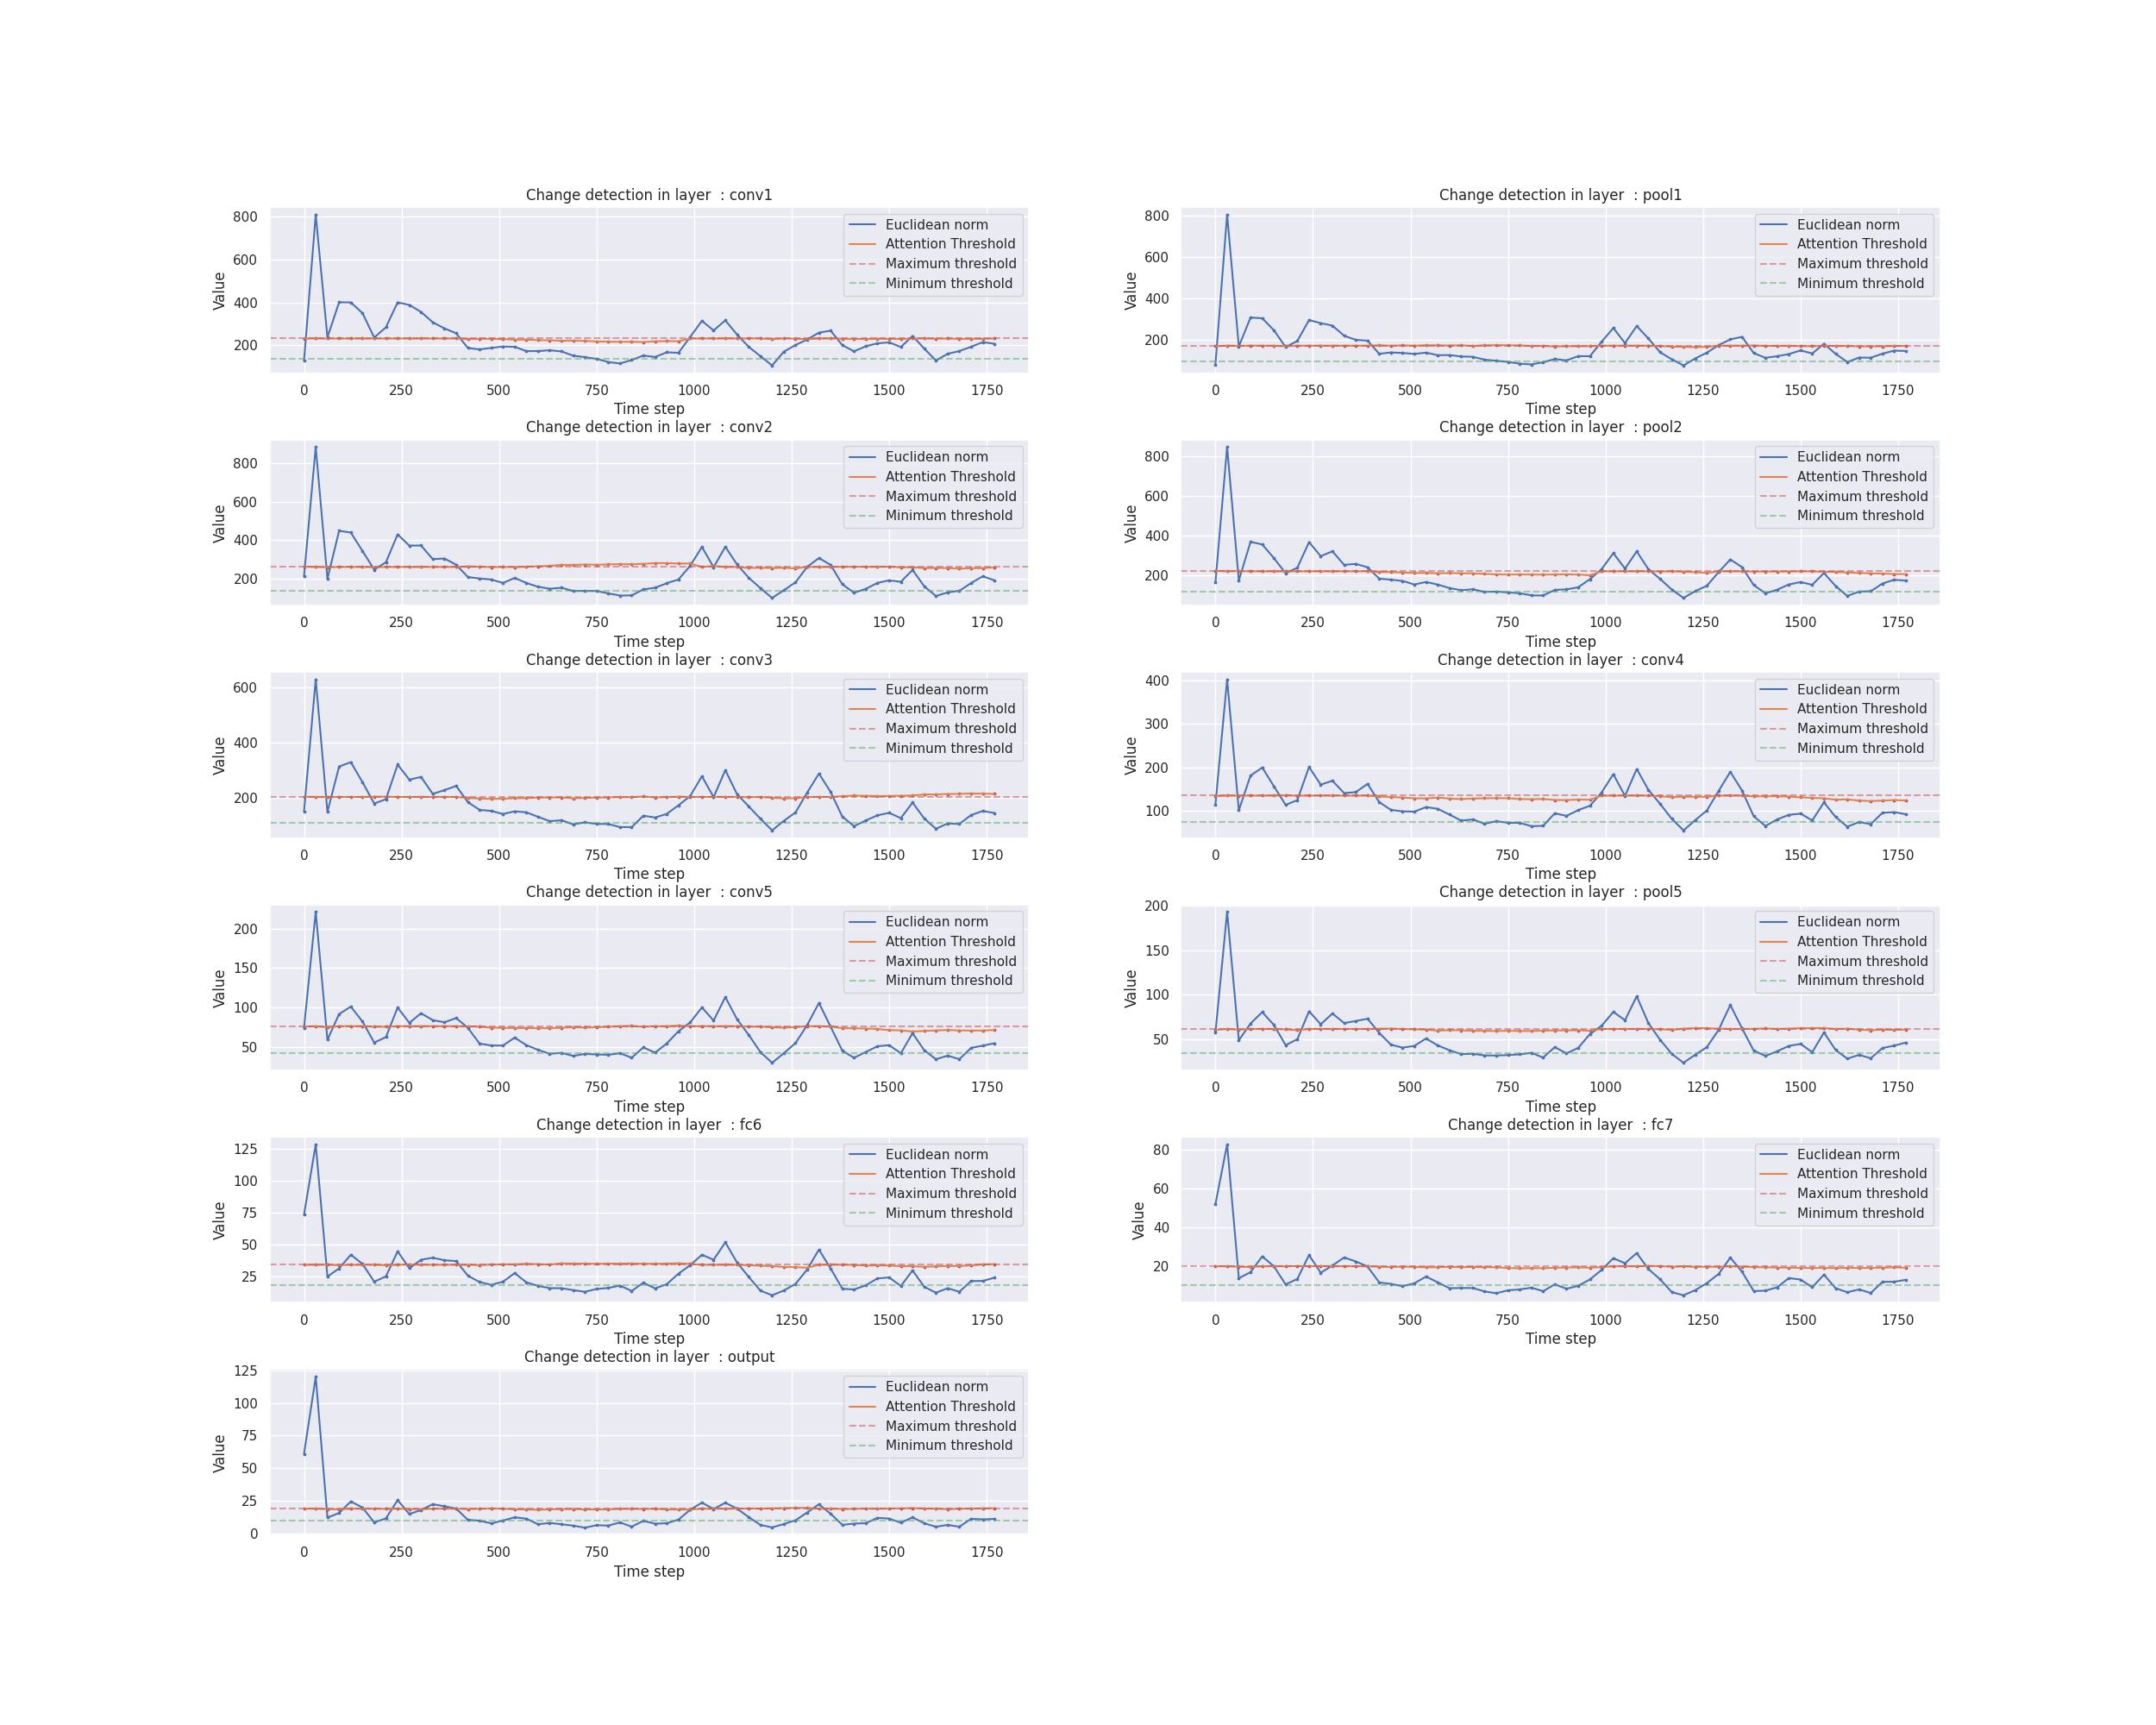 Change detection in layer  : conv1
800
600
400
200
Value
0 250 500 750 1000 1250 1500 1750
Time step
Euclidean norm
Attention Threshold
Maximum threshold
Minimum threshold
Change detection in layer  : pool1
800
600
400
200
Value
0 250 500 750 1000 1250 1500 1750
Time step
Euclidean norm
Attention Threshold
Maximum threshold
Minimum threshold
Change detection in layer  : conv2
800
600
400
200
Value
0 250 500 750 1000 1250 1500 1750
Time step
Euclidean norm
Attention Threshold
Maximum threshold
Minimum threshold
Change detection in layer  : pool2
800
600
400
200
Value
0 250 500 750 1000 1250 1500 1750
Time step
Euclidean norm
Attention Threshold
Maximum threshold
Minimum threshold
Change detection in layer  : conv3
600
400
200
Value
0 250 500 750 1000 1250 1500 1750
Time step
Euclidean norm
Attention Threshold
Maximum threshold
Minimum threshold
Change detection in layer  : conv4
400
300
200
100
Value
0 250 500 750 1000 1250 1500 1750
Time step
Euclidean norm
Attention Threshold
Maximum threshold
Minimum threshold
Change detection in layer  : conv5
200
150
100
50
Value
0 250 500 750 1000 1250 1500 1750
Time step
Euclidean norm
Attention Threshold
Maximum threshold
Minimum threshold
Change detection in layer  : pool5
200
150
100
50
Value
0 250 500 750 1000 1250 1500 1750
Time step
Euclidean norm
Attention Threshold
Maximum threshold
Minimum threshold
Change detection in layer  : fc6
125
100
75
50
25
Value
0 250 500 750 1000 1250 1500 1750
Time step
Euclidean norm
Attention Threshold
Maximum threshold
Minimum threshold
Change detection in layer  : fc7
80
60
40
20
Value
0 250 500 750 1000 1250 1500 1750
Time step
Euclidean norm
Attention Threshold
Maximum threshold
Minimum threshold
Change detection in layer  : output
125
100
75
50
25
0
Value
0 250 500 750 1000 1250 1500 1750
Time step
Euclidean norm
Attention Threshold
Maximum threshold
Minimum threshold